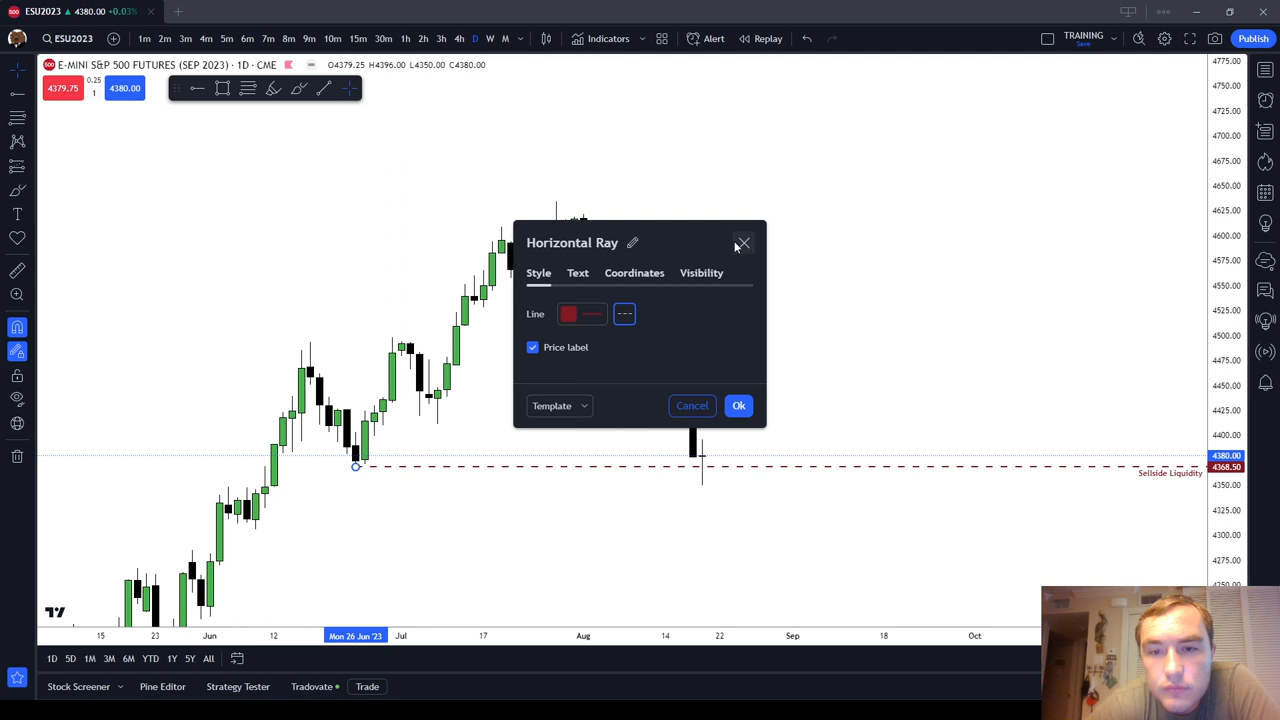 500 ESU2023 ▲ 4380.00 +0.03%
ESU2023 1m 2m 3m 4m 5m 6m 7m 8m 9m 10m 15m 30m 1h 2h 3h 4h D W M Indicators Alert Replay TRAINING Save Publish
500 E-MINI S&P 500 FUTURES (SEP 2023) · 1D · CME O4379.25 H4396.00 L4350.00 C4380.00
4379.75 0.25 1 4380.00
4775.00
4750.00
4725.00
4700.00
4675.00
4650.00
4625.00
4600.00
4575.00
4550.00
4525.00
4500.00
4475.00
4450.00
4425.00
4400.00
4380.00
4368.50
4350.00
4325.00
4300.00
4275.00
4250.00
Horizontal Ray
Style Text Coordinates Visibility
Line
Price label
Template Cancel Ok
Sellside Liquidity
15 23 Jun 12 Mon 26 Jun '23 Jul 17 Aug 14 22 Sep 18 Oct
1D 5D 1M 3M 6M YTD 1Y 5Y All
Stock Screener Pine Editor Strategy Tester Tradovate Trade